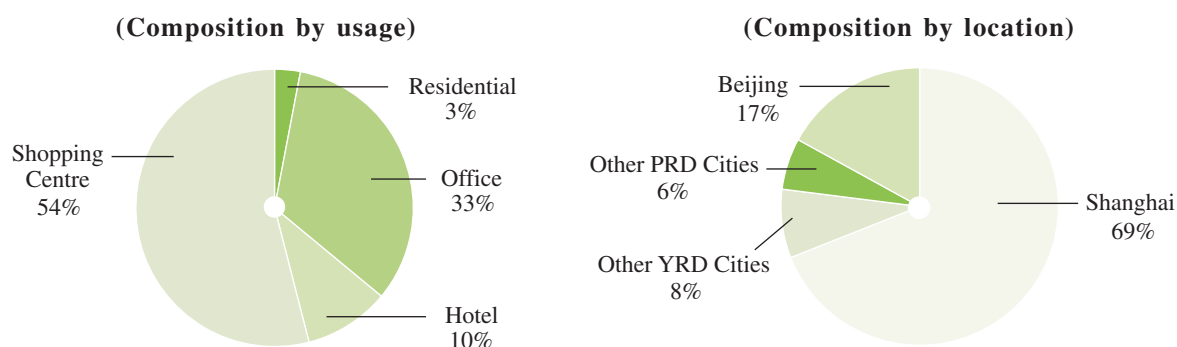 (Composition by usage)
Residential
3%
Shopping
Centre
54%
Office
33%
Hotel
10%
(Composition by location)
Beijing
17%
Other PRD Cities
6%
Shanghai
69%
Other YRD Cities
8%